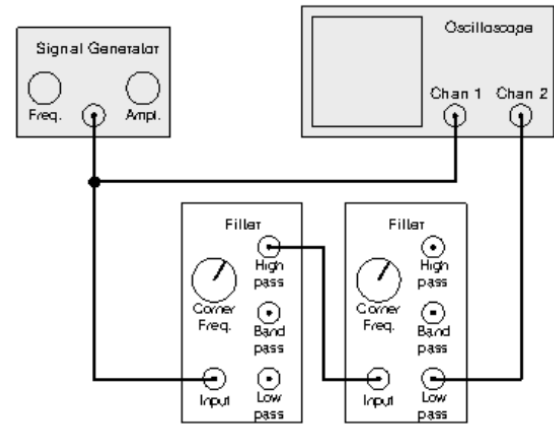 Signal Generator
Freq.
Ampl.
Oscilloscope
Chan 1
Chan 2
Filter
High
pass
Corner
Freq.
Band
pass
Input
Low
pass
Filter
High
pass
Corner
Freq.
Band
pass
Input
Low
pass